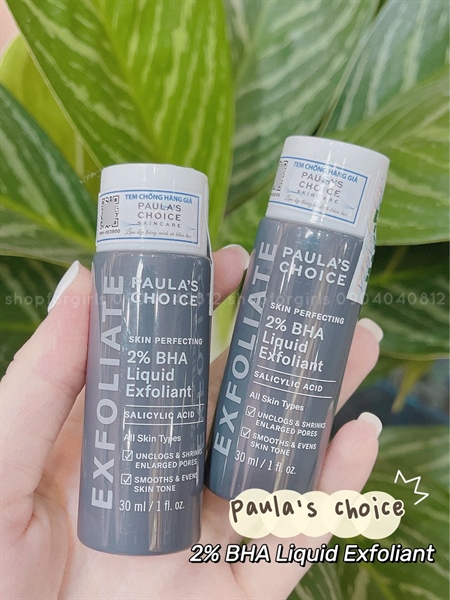 TEM CHỐNG HÀNG GIẢ
PAULA'S
CHOICE
SKINCARE
EXFOLIATE
PAULA'S
CHOICE
SKIN PERFECTING
2% BHA
Liquid
Exfoliant
SALICYLIC ACID
All Skin Types
UNCLOGS & SHRINKS
ENLARGED PORES
SMOOTHS & EVENS
SKIN TONE
30 ml / 1 fl. oz.
TEM CHỐNG HÀNG GIẢ
PAULA'S
CHOICE
SKINCARE
EXFOLIATE
PAULA'S
CHOICE
SKIN PERFECTING
2% BHA
Liquid
Exfoliant
SALICYLIC ACID
All Skin Types
UNCLOGS & SHRINKS
ENLARGED PORES
SMOOTHS & EVENS
SKIN TONE
30 ml / 1 fl. oz.
shopforgirls
shopforgirls 0904040812
paula's choice
2% BHA Liquid Exfoliant